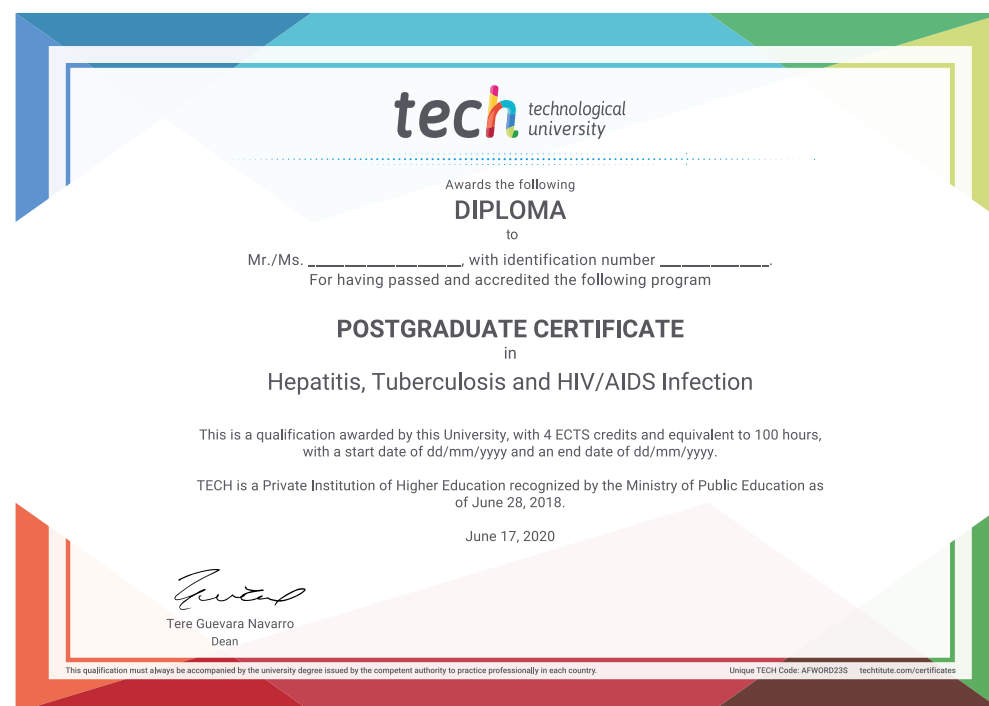 tech technological
university
Awards the following
DIPLOMA
to
Mr./Ms. ____________________, with identification number ______________.
For having passed and accredited the following program
POSTGRADUATE CERTIFICATE
in
Hepatitis, Tuberculosis and HIV/AIDS Infection
This is a qualification awarded by this University, with 4 ECTS credits and equivalent to 100 hours,
with a start date of dd/mm/yyyy and an end date of dd/mm/yyyy.
TECH is a Private Institution of Higher Education recognized by the Ministry of Public Education as
of June 28, 2018.
June 17, 2020
Tere Guevara Navarro
Dean
This qualification must always be accompanied by the university degree issued by the competent authority to practice professionally in each country. Unique TECH Code: AFWORD23S techtitute.com/certificates